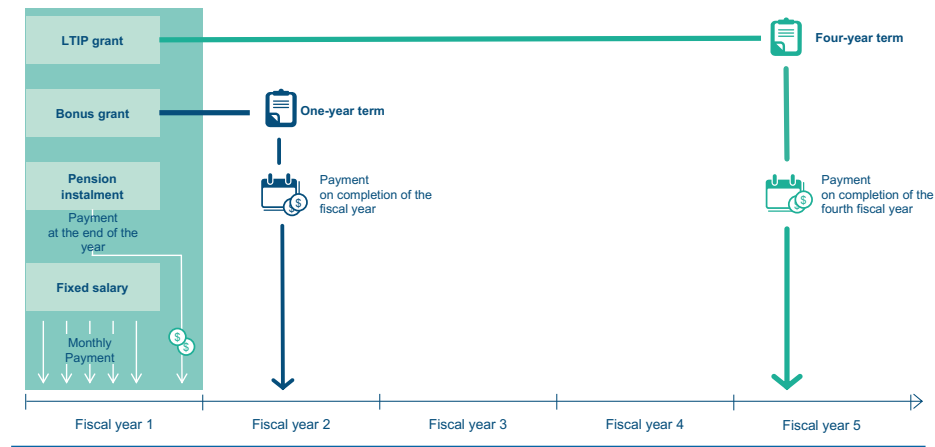 LTIP grant
Four-year term
Bonus grant
One-year term
Pension
instalment
Payment
at the end of the
year
Payment
on completion of the
fiscal year
$
$
Payment
on completion of the
fourth fiscal year
$
$
Fixed salary
Monthly
Payment
$
$
Fiscal year 1
Fiscal year 2
Fiscal year 3
Fiscal year 4
Fiscal year 5